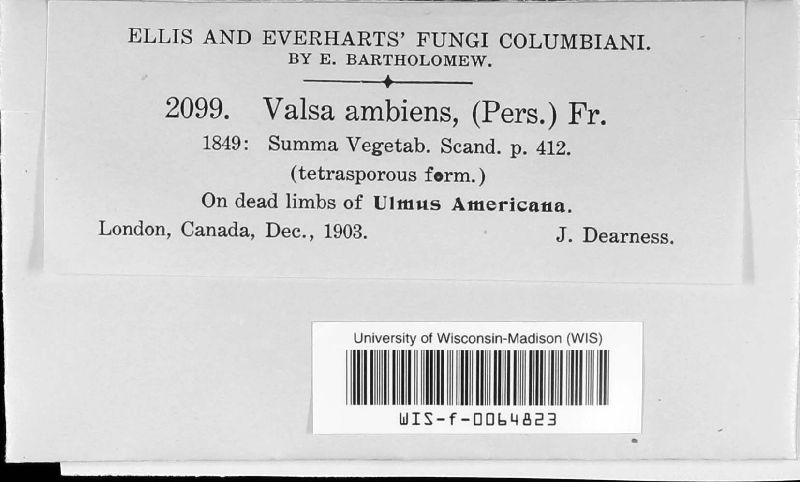 ELLIS AND EVERHARTS' FUNGI COLUMBIANI.
BY E. BARTHOLOMEW.
2099. Valsa ambiens, (Pers.) Fr.
1849: Summa Vegetab. Scand. p. 412.
(tetrasporous form.)
On dead limbs of Ulmus Americana.
London, Canada, Dec., 1903. J. Dearness.
University of Wisconsin-Madison (WIS)
WIS-f-0064823